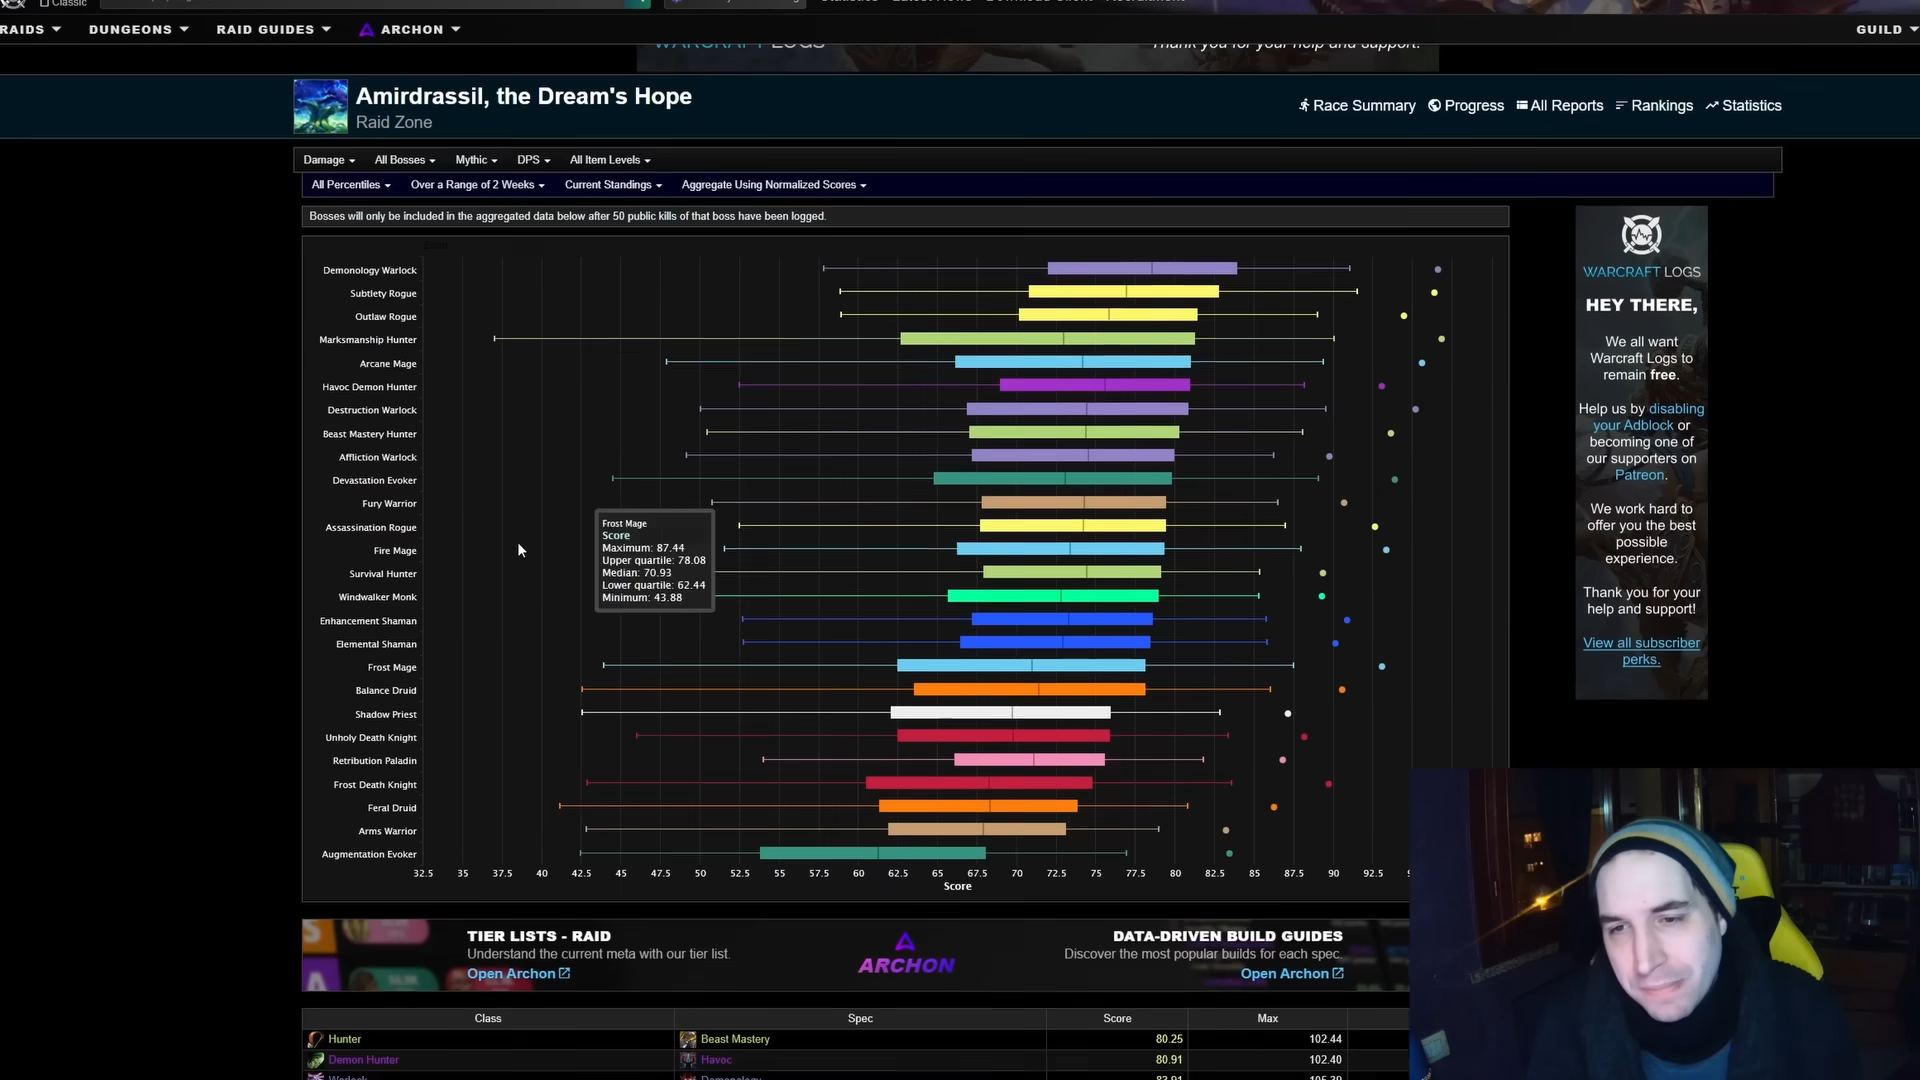 Classic
RAIDS
DUNGEONS
RAID GUIDES
ARCHON
GUILD
WARCRAFT LOGS
Thank you for your help and support!
Amirdrassil, the Dream's Hope
Raid Zone
Race Summary
Progress
All Reports
Rankings
Statistics
Damage
All Bosses
Mythic
DPS
All Item Levels
All Percentiles
Over a Range of 2 Weeks
Current Standings
Aggregate Using Normalized Scores
Bosses will only be included in the aggregated data below after 50 public kills of that boss have been logged.
Demonology Warlock
Subtlety Rogue
Outlaw Rogue
Marksmanship Hunter
Arcane Mage
Havoc Demon Hunter
Destruction Warlock
Beast Mastery Hunter
Affliction Warlock
Devastation Evoker
Fury Warrior
Assassination Rogue
Fire Mage
Survival Hunter
Windwalker Monk
Enhancement Shaman
Elemental Shaman
Frost Mage
Balance Druid
Shadow Priest
Unholy Death Knight
Retribution Paladin
Frost Death Knight
Feral Druid
Arms Warrior
Augmentation Evoker
Frost Mage
Score
Maximum: 87.44
Upper quartile: 78.08
Median: 70.93
Lower quartile: 62.44
Minimum: 43.88
32.5 35 37.5 40 42.5 45 47.5 50 52.5 55 57.5 60 62.5 65 67.5 70 72.5 75 77.5 80 82.5 85 87.5 90 92.5
Score
WARCRAFT LOGS
HEY THERE,
We all want
Warcraft Logs to
remain free.
Help us by disabling
your Adblock or
becoming one of
our supporters on
Patreon.
We work hard to
offer you the best
possible
experience.
Thank you for your
help and support!
View all subscriber
perks.
TIER LISTS - RAID
Understand the current meta with our tier list.
Open Archon
ARCHON
DATA-DRIVEN BUILD GUIDES
Discover the most popular builds for each spec.
Open Archon
Class Spec Score Max
Hunter Beast Mastery 80.25 102.44
Demon Hunter Havoc 80.91 102.40